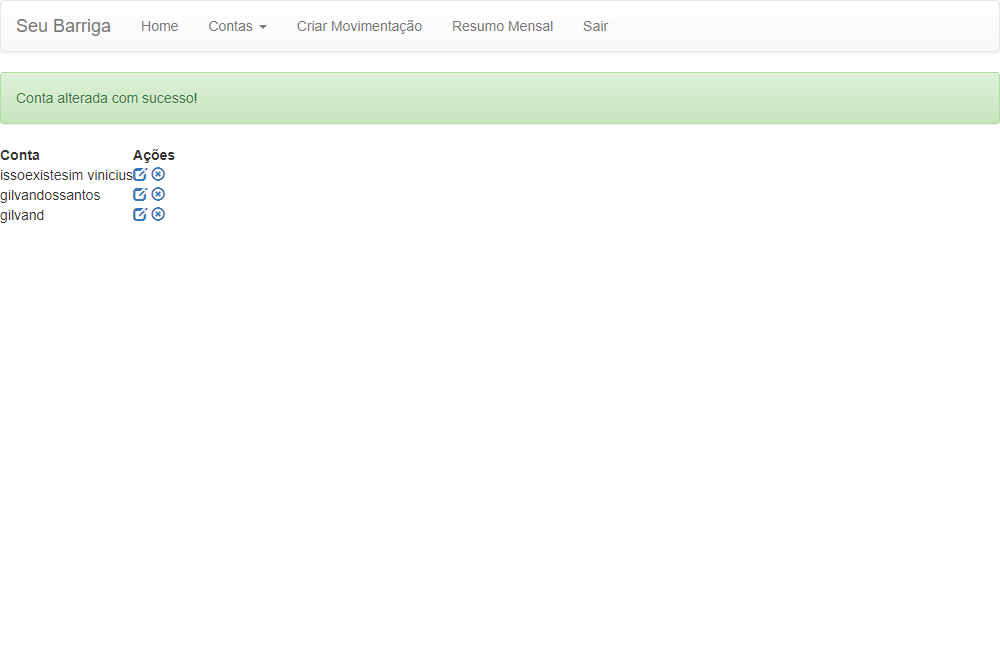 Seu Barriga Home Contas Criar Movimentação Resumo Mensal Sair
Conta alterada com sucesso!
Conta Ações
issoexistesim vinicius
gilvandossantos
gilvand